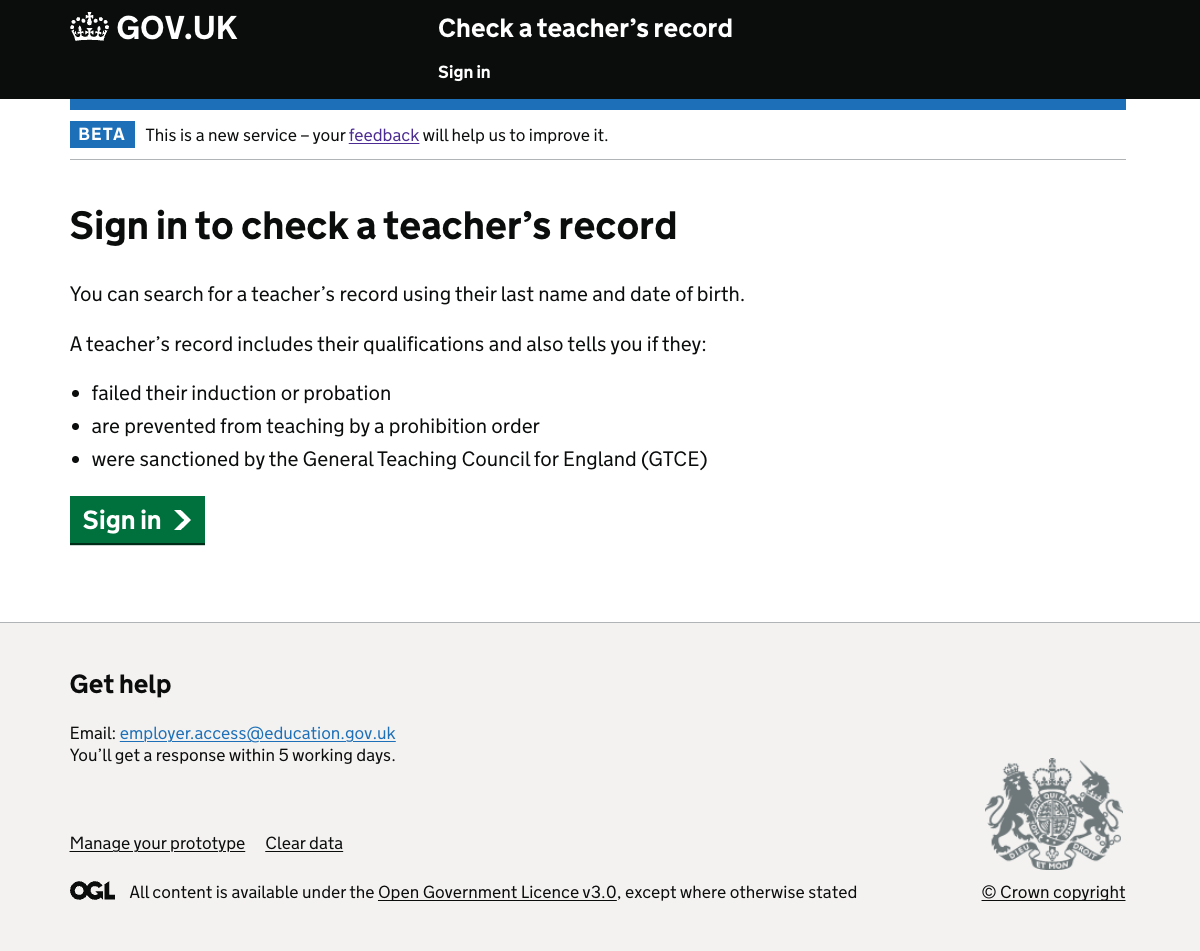 GOV.UK
Check a teacher’s record
Sign in
BETA
This is a new service – your feedback will help us to improve it.
Sign in to check a teacher’s record
You can search for a teacher’s record using their last name and date of birth.
A teacher’s record includes their qualifications and also tells you if they:
failed their induction or probation
are prevented from teaching by a prohibition order
were sanctioned by the General Teaching Council for England (GTCE)
Sign in
Get help
Email: employer.access@education.gov.uk
You’ll get a response within 5 working days.
Manage your prototype Clear data
DIEU ET MON DROIT
OGL All content is available under the Open Government Licence v3.0, except where otherwise stated
© Crown copyright